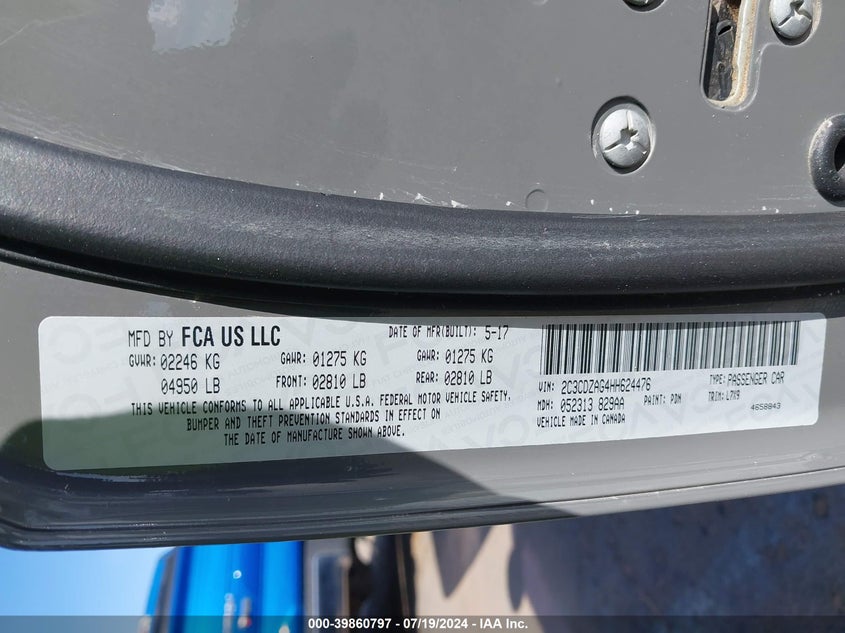 MFD BY FCA US LLC
DATE OF MFR(BUILT): 5-17
GVWR: 02246 KG
GAWR: 01275 KG
GAWR: 01275 KG
04950 LB
FRONT: 02810 LB
REAR: 02810 LB
THIS VEHICLE CONFORMS TO ALL APPLICABLE U.S.A. FEDERAL MOTOR VEHICLE SAFETY,
BUMPER AND THEFT PREVENTION STANDARDS IN EFFECT ON
THE DATE OF MANUFACTURE SHOWN ABOVE.
VIN: 2C3CDZAG4HH624476
TYPE: PASSENGER CAR
MDH: 052313 829AA
PAINT: PDN
TRIM: L7X9
VEHICLE MADE IN CANADA
4658843
000-39860797 - 07/19/2024 - IAA Inc.